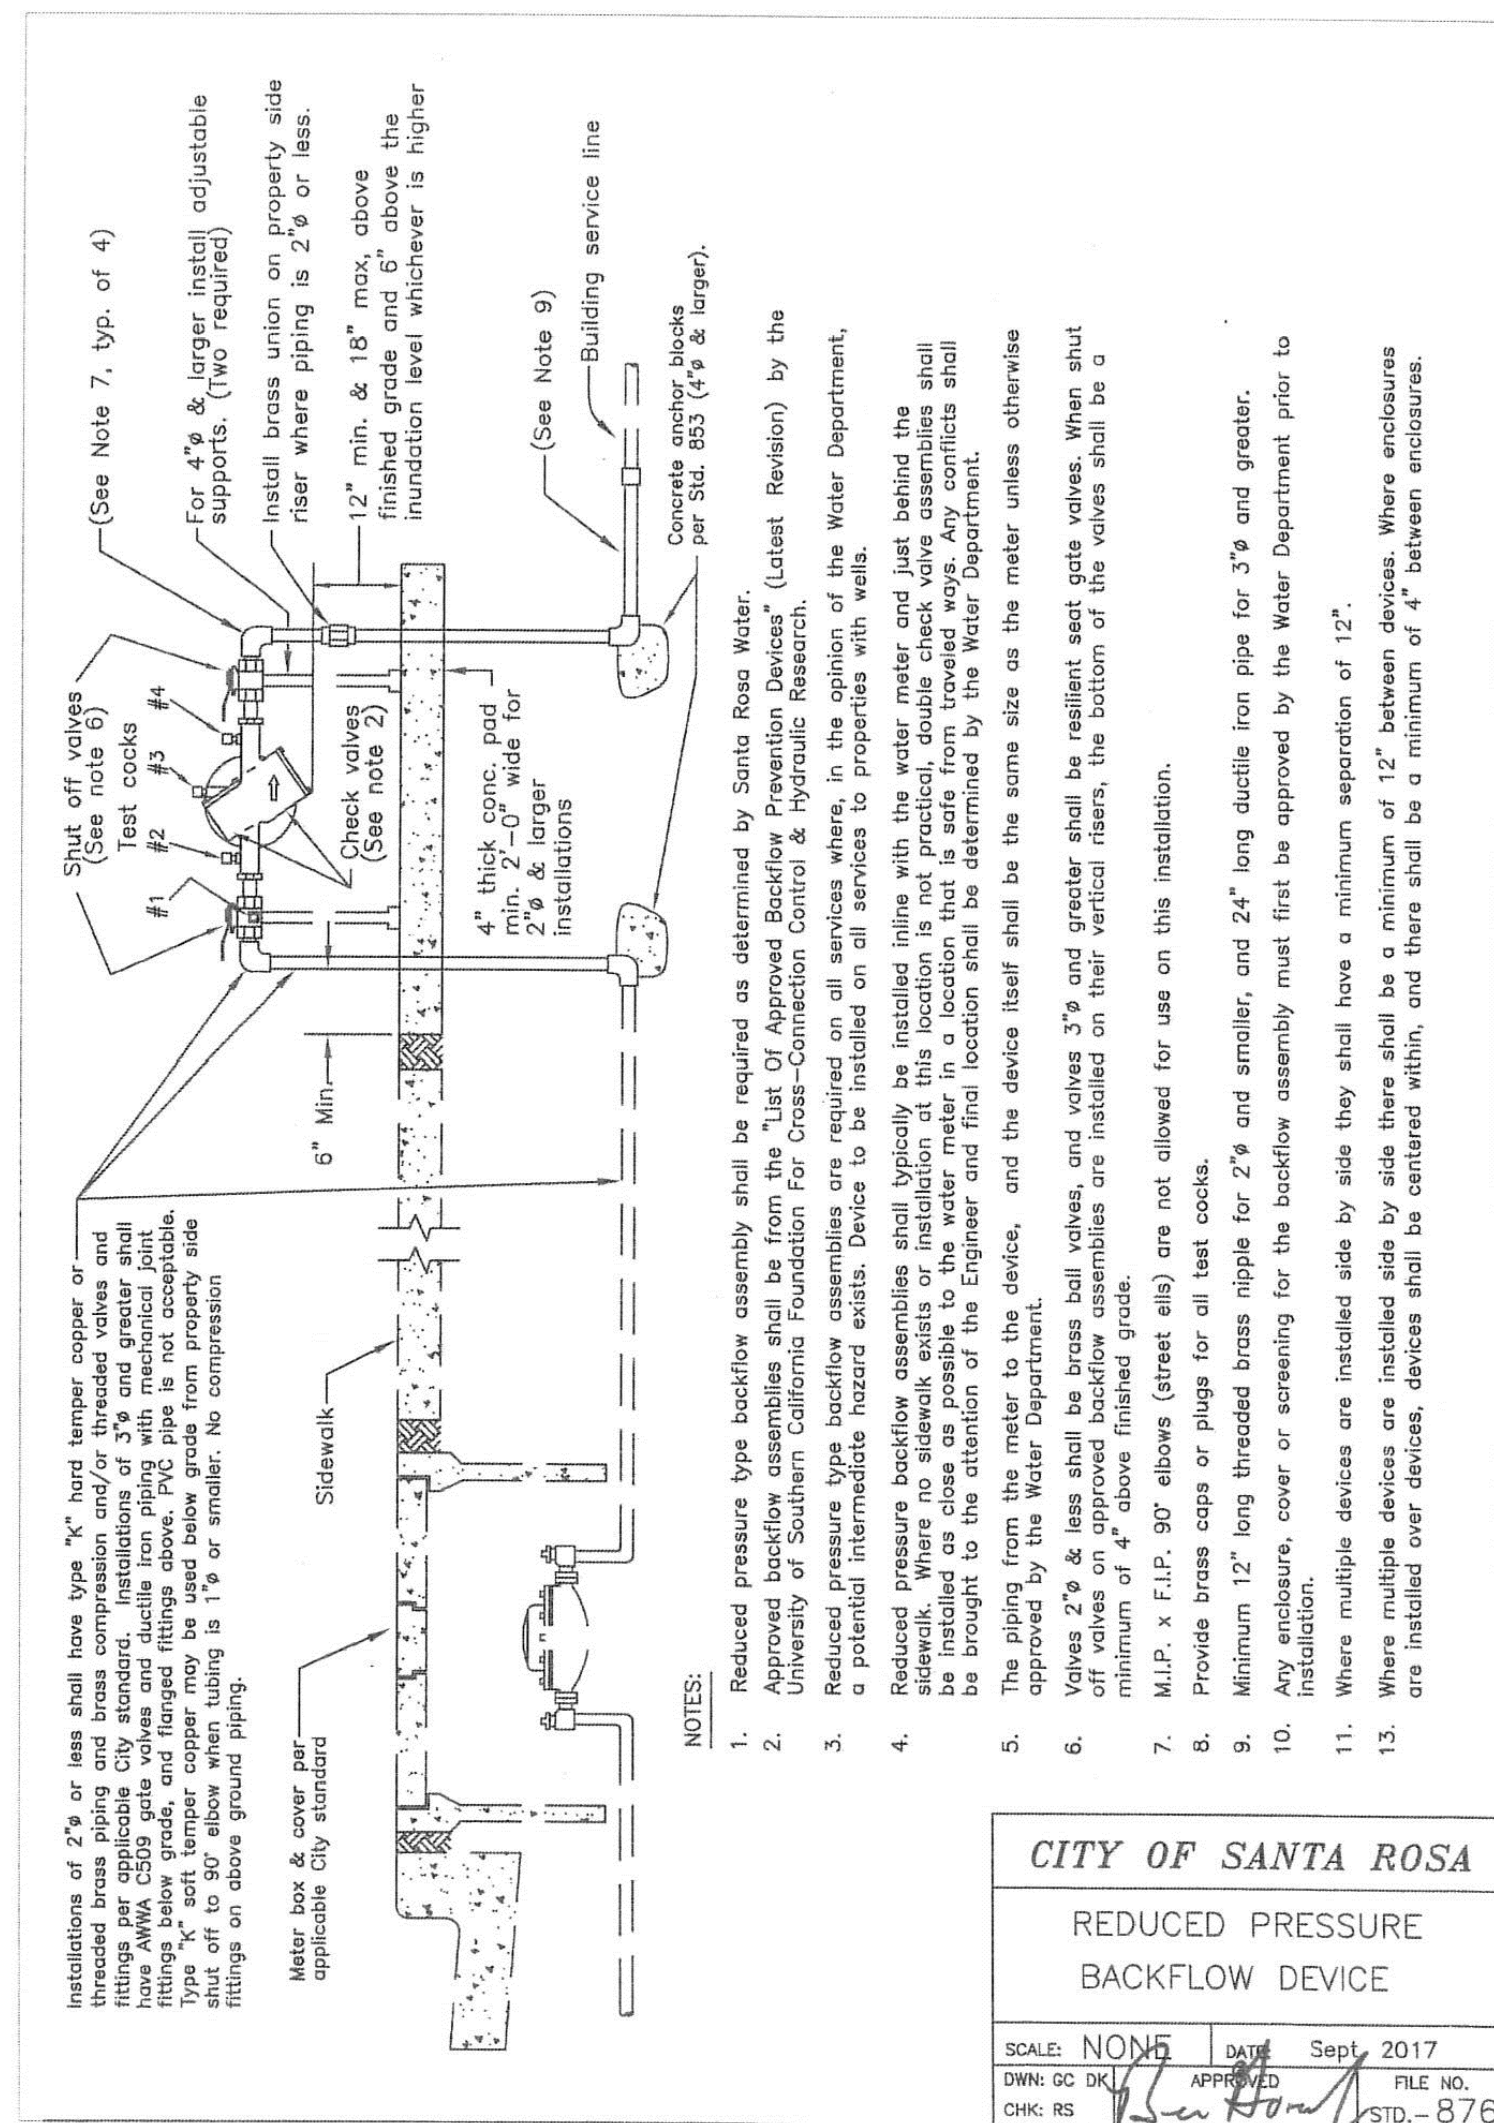 Installations of 2"ø or less shall have type "K" hard temper copper or
threaded brass piping and brass compression and/or threaded valves and
fittings per applicable City standard. Installations of 3"ø and greater shall
have AWWA C509 gate valves and ductile iron piping with mechanical joint
fittings below grade, and flanged fittings above. PVC pipe is not acceptable.
Type "K" soft temper copper may be used below grade from property side
shut off to 90° elbow when tubing is 1"ø or smaller. No compression
fittings on above ground piping.
Meter box & cover per
applicable City standard
Sidewalk
6" Min.
Shut off valves
(See note 6)
Test cocks
#1
#2
#3
#4
Check valves
(See note 2)
4" thick conc. pad
min. 2'-0" wide for
2"ø & larger
installations
(See Note 7, typ. of 4)
For 4"ø & larger install adjustable
supports. (Two required)
Install brass union on property side
riser where piping is 2"ø or less.
12" min. & 18" max, above
finished grade and 6" above the
inundation level whichever is higher
(See Note 9)
Building service line
Concrete anchor blocks
per Std. 853 (4"ø & larger).
NOTES:
1. Reduced pressure type backflow assembly shall be required as determined by Santa Rosa Water.
2. Approved backflow assemblies shall be from the "List Of Approved Backflow Prevention Devices" (Latest Revision) by the
University of Southern California Foundation For Cross-Connection Control & Hydraulic Research.
3. Reduced pressure type backflow assemblies are required on all services where, in the opinion of the Water Department,
a potential intermediate hazard exists. Device to be installed on all services to properties with wells.
4. Reduced pressure backflow assemblies shall typically be installed inline with the water meter and just behind the
sidewalk. Where no sidewalk exists or installation at this location is not practical, double check valve assemblies shall
be installed as close as possible to the water meter in a location that is safe from traveled ways. Any conflicts shall
be brought to the attention of the Engineer and final location shall be determined by the Water Department.
5. The piping from the meter to the device, and the device itself shall be the same size as the meter unless otherwise
approved by the Water Department.
6. Valves 2"ø & less shall be brass ball valves, and valves 3"ø and greater shall be resilient seat gate valves. When shut
off valves on approved backflow assemblies are installed on their vertical risers, the bottom of the valves shall be a
minimum of 4" above finished grade.
7. M.I.P. x F.I.P. 90° elbows (street ells) are not allowed for use on this installation.
8. Provide brass caps or plugs for all test cocks.
9. Minimum 12" long threaded brass nipple for 2"ø and smaller, and 24" long ductile iron pipe for 3"ø and greater.
10. Any enclosure, cover or screening for the backflow assembly must first be approved by the Water Department prior to
installation.
11. Where multiple devices are installed side by side they shall have a minimum separation of 12".
13. Where multiple devices are installed side by side there shall be a minimum of 12" between devices. Where enclosures
are installed over devices, devices shall be centered within, and there shall be a minimum of 4" between enclosures.
CITY OF SANTA ROSA
REDUCED PRESSURE
BACKFLOW DEVICE
SCALE: NONE
DATE Sept 2017
DWN: GC DK
CHK: RS
APPROVED
FILE NO.
STD.-876